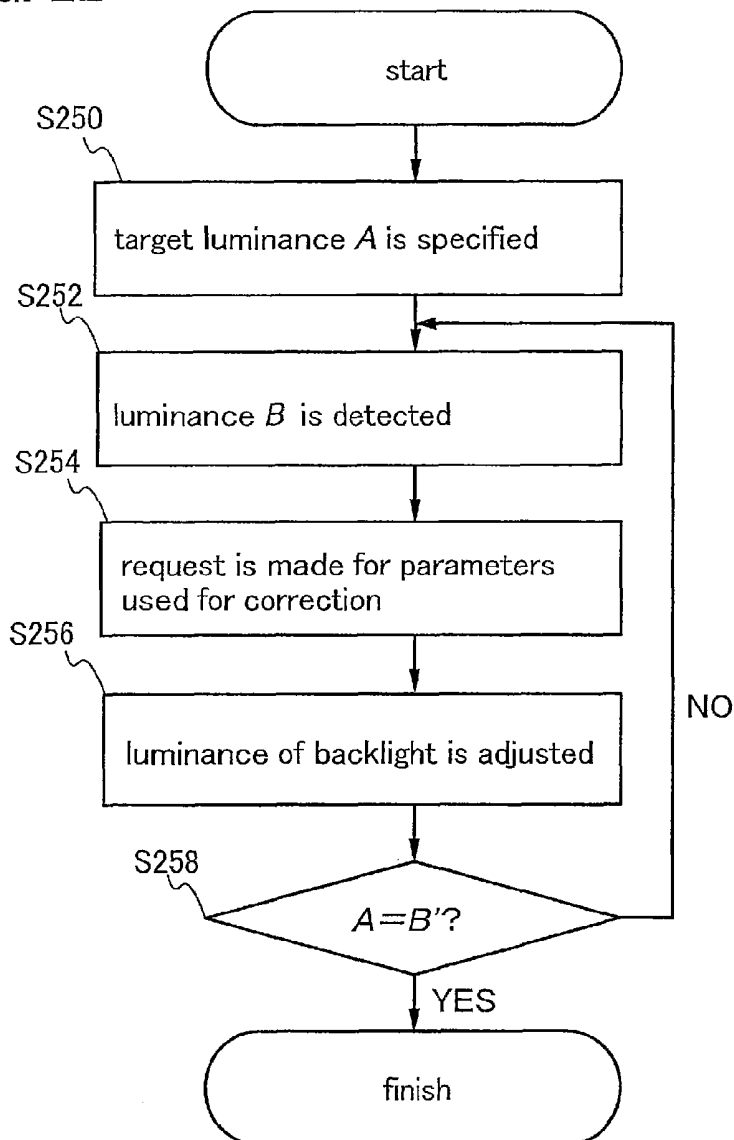 start
S250
target luminance A is specified
S252
luminance B is detected
S254
request is made for parameters
used for correction
S256
luminance of backlight is adjusted
NO
S258
A=B'?
YES
finish